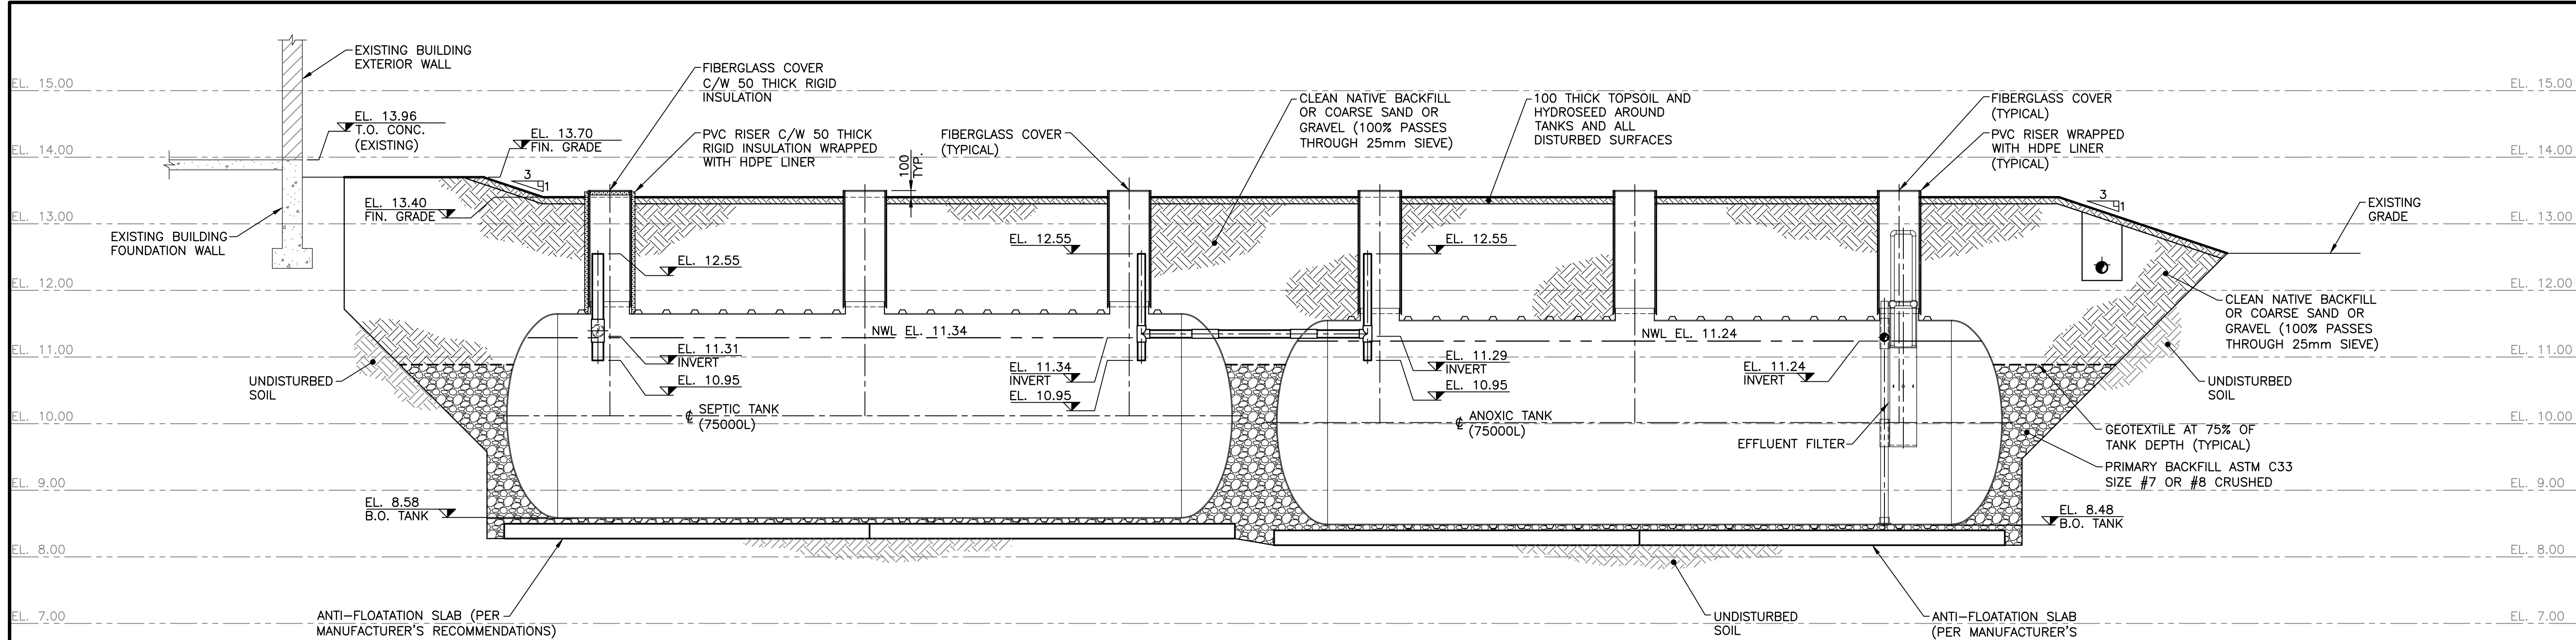 EXISTING BUILDING
EXTERIOR WALL
FIBERGLASS COVER
C/W 50 THICK RIGID
INSULATION
CLEAN NATIVE BACKFILL
OR COARSE SAND OR
GRAVEL (100% PASSES
THROUGH 25mm SIEVE)
100 THICK TOPSOIL AND
HYDROSEED AROUND
TANKS AND ALL
DISTURBED SURFACES
FIBERGLASS COVER
(TYPICAL)
EL. 15.00
EL. 15.00
EL. 13.96
T.O. CONC.
(EXISTING)
EL. 13.70
FIN. GRADE
PVC RISER C/W 50 THICK
RIGID INSULATION WRAPPED
WITH HDPE LINER
FIBERGLASS COVER
(TYPICAL)
PVC RISER WRAPPED
WITH HDPE LINER
(TYPICAL)
EL. 14.00
EL. 14.00
100
TYP.
3
1
3
1
EL. 13.40
FIN. GRADE
EXISTING
GRADE
EL. 13.00
EL. 13.00
EXISTING BUILDING
FOUNDATION WALL
EL. 12.55
EL. 12.55
EL. 12.55
EL. 12.00
EL. 12.00
CLEAN NATIVE BACKFILL
OR COARSE SAND OR
GRAVEL (100% PASSES
THROUGH 25mm SIEVE)
NWL EL. 11.34
NWL EL. 11.24
EL. 11.00
EL. 11.00
EL. 11.31
INVERT
EL. 10.95
EL. 11.34
INVERT
EL. 10.95
EL. 11.29
INVERT
EL. 10.95
EL. 11.24
INVERT
UNDISTURBED
SOIL
UNDISTURBED
SOIL
EL. 10.00
EL. 10.00
℄ SEPTIC TANK
(75000L)
℄ ANOXIC TANK
(75000L)
EFFLUENT FILTER
GEOTEXTILE AT 75% OF
TANK DEPTH (TYPICAL)
PRIMARY BACKFILL ASTM C33
SIZE #7 OR #8 CRUSHED
EL. 9.00
EL. 9.00
EL. 8.58
B.O. TANK
EL. 8.48
B.O. TANK
EL. 8.00
EL. 8.00
EL. 7.00
EL. 7.00
ANTI-FLOATATION SLAB (PER
MANUFACTURER'S RECOMMENDATIONS)
UNDISTURBED
SOIL
ANTI-FLOATATION SLAB
(PER MANUFACTURER'S